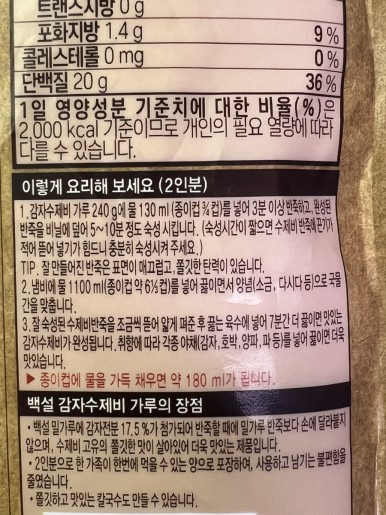 트랜스지방 0 g
포화지방 1.4 g 9 %
콜레스테롤 0 mg 0 %
단백질 20 g 36 %
1일 영양성분 기준치에 대한 비율(%)은
2,000 kcal 기준이므로 개인의 필요 열량에 따라
다를 수 있습니다.
이렇게 요리해 보세요 (2인분)
1. 감자수제비 가루 240 g에 물 130 ml(종이컵 ¾컵)를 넣어 3분 이상 반죽하고, 완성된
반죽을 비닐에 덜어 5~10분 정도 숙성 시킵니다. (숙성시간이 짧으면 수제비 반죽에 끈기가
적어 뜯어 넣기가 힘드니 충분히 숙성시켜 주세요.)
TIP. 잘 만들어진 반죽은 표면이 매끄럽고, 쫄깃한 탄력이 있습니다.
2. 냄비에 물 1100 ml(종이컵 약 6⅓컵)를 넣어 끓이면서 양념(소금, 다시다 등)으로 국물
간을 맞춥니다.
3. 잘 숙성된 수제비반죽을 조금씩 뜯어 얇게 펴준 후 끓는 육수에 넣어 7분간 더 끓이면 맛있는
감자수제비가 완성됩니다. 취향에 따라 각종 야채(감자, 호박, 양파, 파 등)를 넣어 끓이면 더욱
맛있습니다.
▶ 종이컵에 물을 가득 채우면 약 180 ml가 됩니다.
백설 감자수제비 가루의 장점
• 백설 밀가루에 감자전분 17.5 %가 첨가되어 반죽할 때에 밀가루 반죽보다 손에 달라붙지
않으며, 수제비 고유의 쫄깃한 맛이 살아있어 더욱 맛있는 제품입니다.
• 2인분으로 한 가족이 한번에 먹을 수 있는 양으로 포장하여, 사용하고 남기는 불편함을
줄였습니다.
• 쫄깃하고 맛있는 칼국수도 만들 수 있습니다.